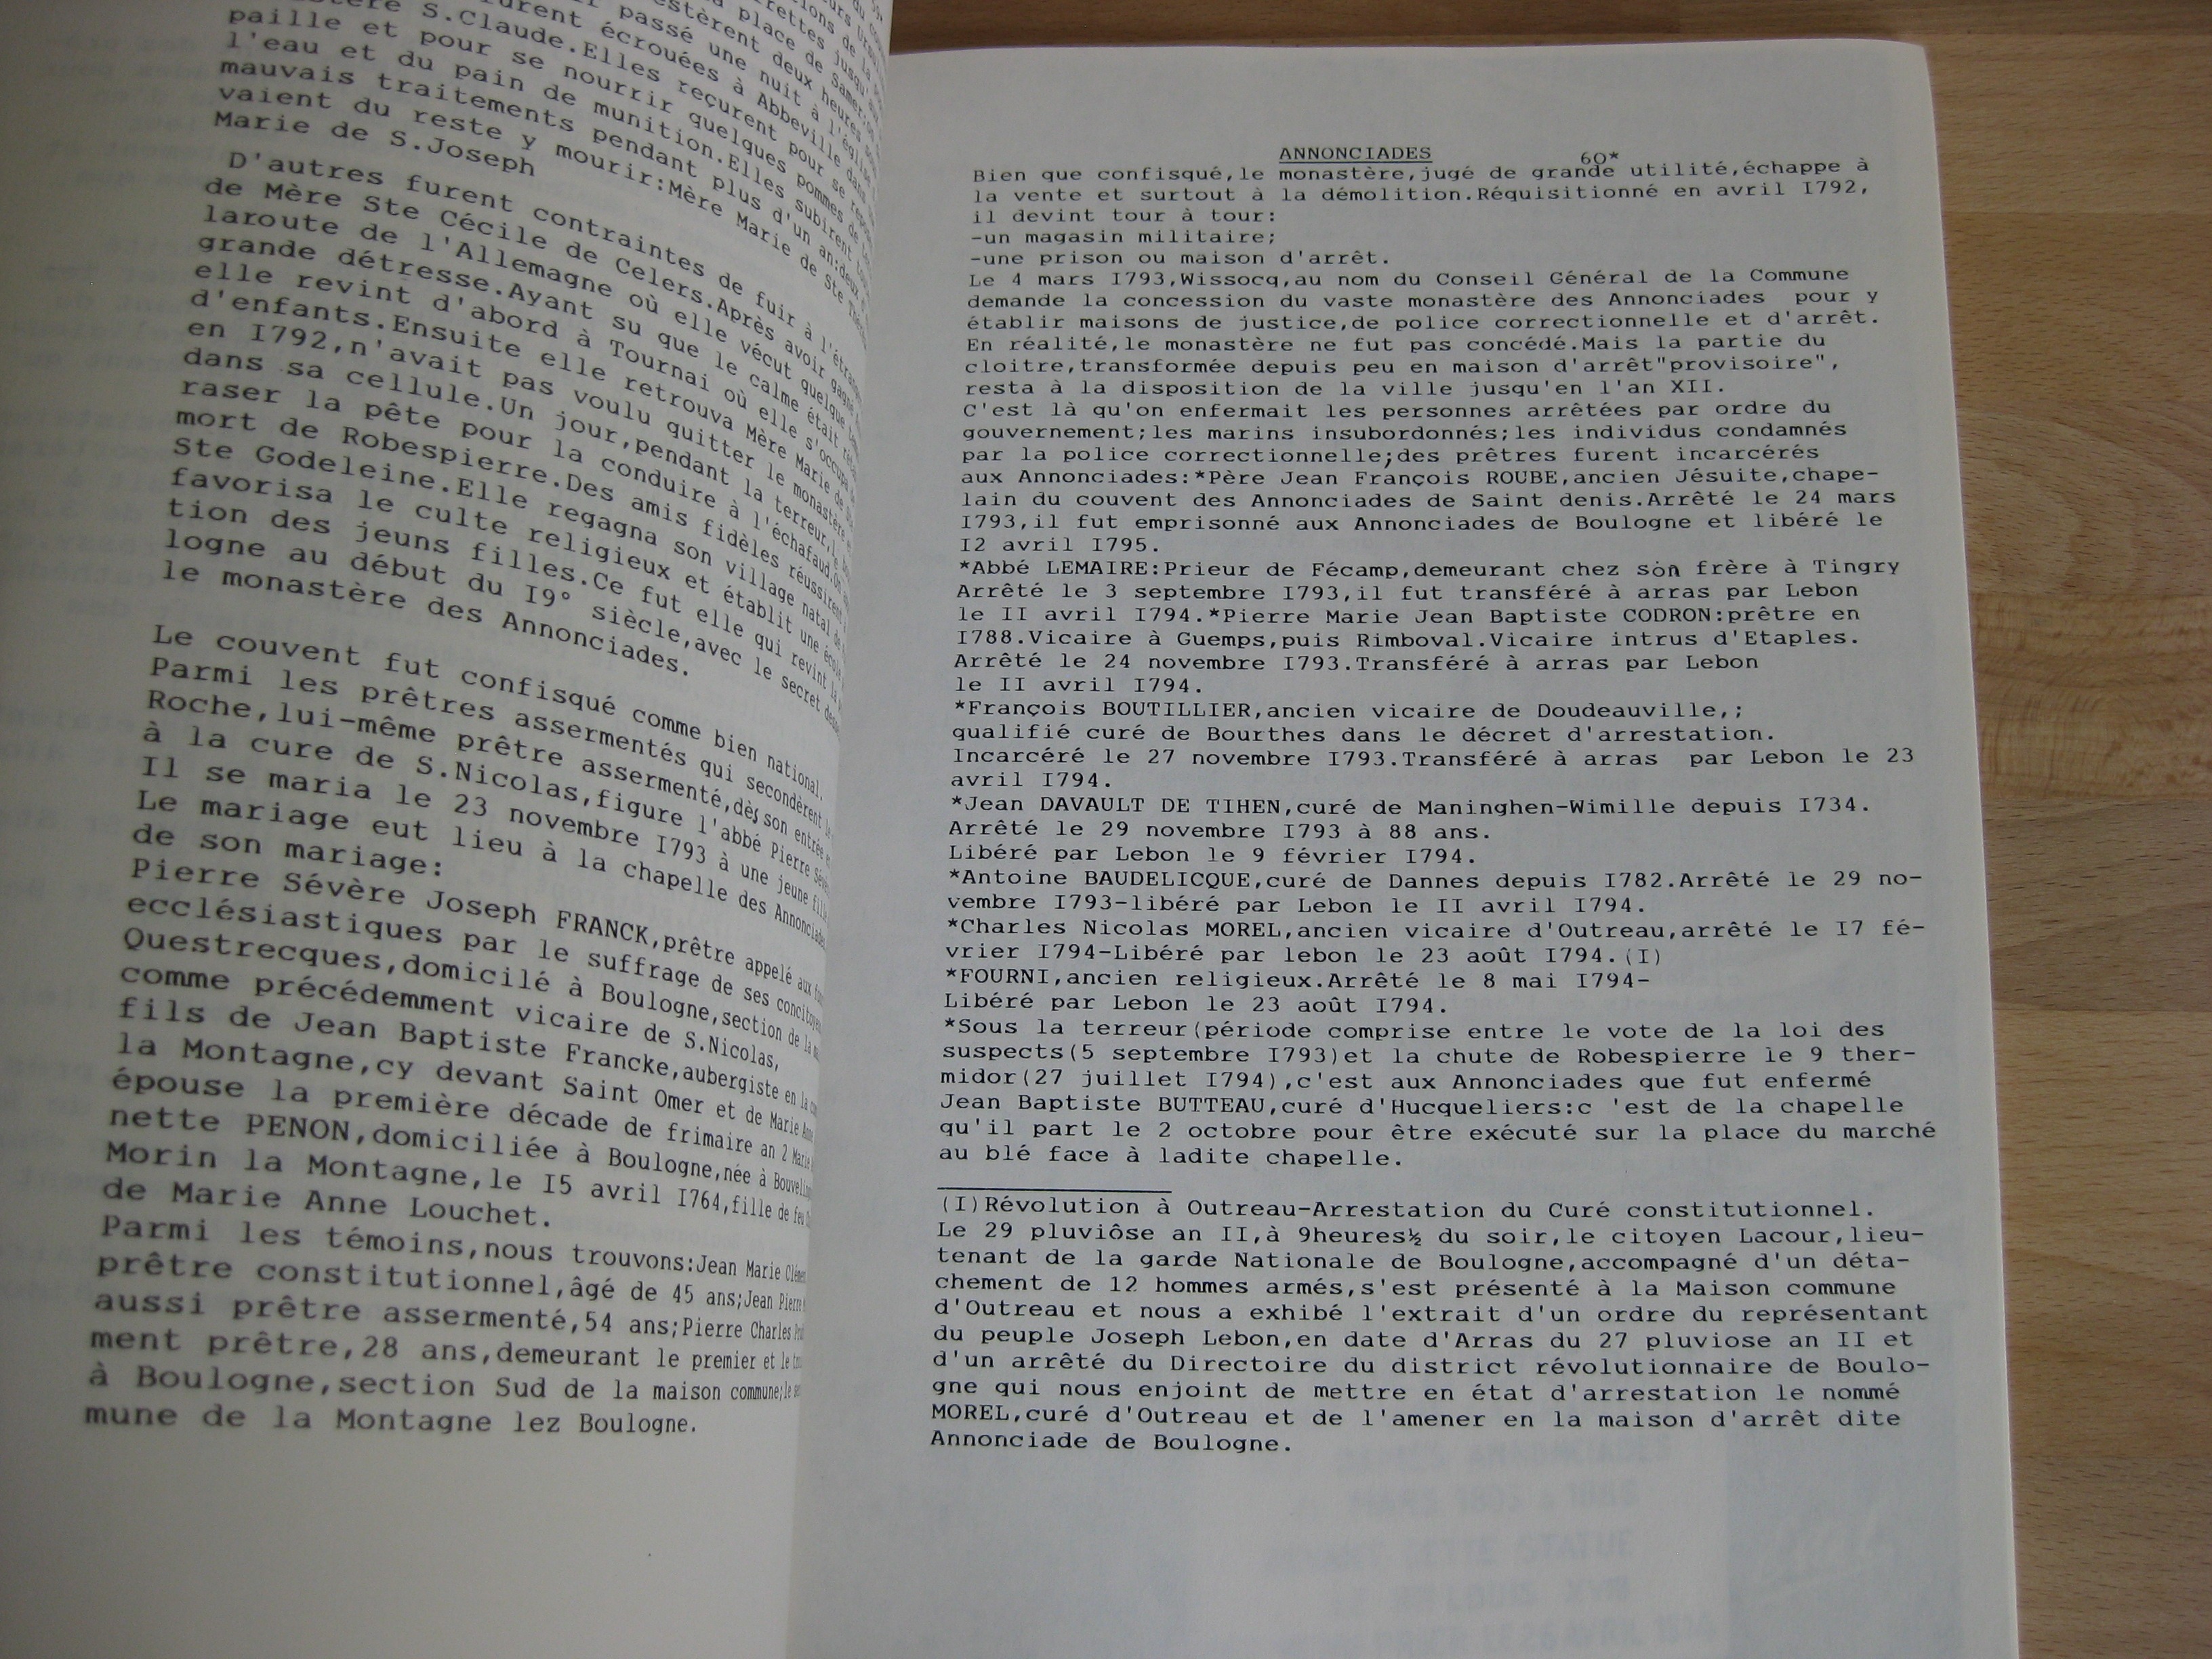 S.Claude.Elles reçurent pour se
paille et pour se nourrir quelques pommes de
l'eau et du pain de munition.Elles subirent
mauvais traitements pendant plus d'un an:deux
vaient du reste y mourir:Mère Marie de Ste
Marie de S.Joseph
D'autres furent contraintes de fuir à
de Mère Ste Cécile de Celers.Après avoir gagné
laroute de l'Allemagne où elle vécut quelque
grande détresse.Ayant su que le calme était
elle revint d'abord à Tournai où elle s'occupa
d'enfants.Ensuite elle retrouva Mère Marie de
en I792,n'avait pas voulu quitter le monastère
dans sa cellule.Un jour,pendant la terreur,
raser la pête pour la conduire à l'échafaud.
mort de Robespierre.Des amis fidèles réussirent
Ste Godeleine.Elle regagna son village natal de
favorisa le culte religieux et établit une
tion des jeuns filles.Ce fut elle qui revint
logne au début du I9° siècle,avec le secret
le monastère des Annonciades.
Le couvent fut confisqué comme bien national.
Parmi les prêtres assermentés qui secondèrent
Roche,lui-même prêtre assermenté,dès son entrée
à la cure de S.Nicolas,figure l'abbé Pierre
Il se maria le 23 novembre I793 à une jeune
Le mariage eut lieu à la chapelle des Annonciades
de son mariage:
Pierre Sévère Joseph FRANCK,prêtre appelé aux
ecclésiastiques par le suffrage de ses
Questrecques,domicilé à Boulogne,section de la
comme précédemment vicaire de S.Nicolas,
fils de Jean Baptiste Francke,aubergiste en
la Montagne,cy devant Saint Omer et de Marie
épouse la première décade de frimaire an 2
nette PENON,domiciliée à Boulogne,née à
Morin la Montagne,le I5 avril I764,fille de feu
de Marie Anne Louchet.
Parmi les témoins,nous trouvons:Jean Marie
prêtre constitutionnel,âgé de 45 ans;Jean Pierre
aussi prêtre assermenté,54 ans;Pierre Charles
ment prêtre,28 ans,demeurant le premier et le
à Boulogne,section Sud de la maison commune;
mune de la Montagne lez Boulogne.
ANNONCIADES 60*
Bien que confisqué,le monastère,jugé de grande utilité,échappe à
la vente et surtout à la démolition.Réquisitionné en avril I792,
il devint tour à tour:
-un magasin militaire;
-une prison ou maison d'arrêt.
Le 4 mars I793,Wissocq,au nom du Conseil Général de la Commune
demande la concession du vaste monastère des Annonciades  pour y
établir maisons de justice,de police correctionnelle et d'arrêt.
En réalité,le monastère ne fut pas concédé.Mais la partie du
cloitre,transformée depuis peu en maison d'arrêt"provisoire",
resta à la disposition de la ville jusqu'en l'an XII.
C'est là qu'on enfermait les personnes arrêtées par ordre du
gouvernement;les marins insubordonnés;les individus condamnés
par la police correctionnelle;des prêtres furent incarcérés
aux Annonciades:*Père Jean François ROUBE,ancien Jésuite,chape-
lain du couvent des Annonciades de Saint denis.Arrêté le 24 mars
I793,il fut emprisonné aux Annonciades de Boulogne et libéré le
I2 avril I795.
*Abbé LEMAIRE:Prieur de Fécamp,demeurant chez son frère à Tingry
Arrêté le 3 septembre I793,il fut transféré à arras par Lebon
le II avril I794.*Pierre Marie Jean Baptiste CODRON:prêtre en
I788.Vicaire à Guemps,puis Rimboval.Vicaire intrus d'Etaples.
Arrêté le 24 novembre I793.Transféré à arras par Lebon
le II avril I794.
*François BOUTILLIER,ancien vicaire de Doudeauville,;
qualifié curé de Bourthes dans le décret d'arrestation.
Incarcéré le 27 novembre I793.Transféré à arras  par Lebon le 23
avril I794.
*Jean DAVAULT DE TIHEN,curé de Maninghen-Wimille depuis I734.
Arrêté le 29 novembre I793 à 88 ans.
Libéré par Lebon le 9 février I794.
*Antoine BAUDELICQUE,curé de Dannes depuis I782.Arrêté le 29 no-
vembre I793-libéré par Lebon le II avril I794.
*Charles Nicolas MOREL,ancien vicaire d'Outreau,arrêté le I7 fé-
vrier I794-Libéré par lebon le 23 août I794.(I)
*FOURNI,ancien religieux.Arrêté le 8 mai I794-
Libéré par Lebon le 23 août I794.
*Sous la terreur(période comprise entre le vote de la loi des
suspects(5 septembre I793)et la chute de Robespierre le 9 ther-
midor(27 juillet I794),c'est aux Annonciades que fut enfermé
Jean Baptiste BUTTEAU,curé d'Hucqueliers:c 'est de la chapelle
qu'il part le 2 octobre pour être exécuté sur la place du marché
au blé face à ladite chapelle.
(I)Révolution à Outreau-Arrestation du Curé constitutionnel.
Le 29 pluviôse an II,à 9heures½ du soir,le citoyen Lacour,lieu-
tenant de la garde Nationale de Boulogne,accompagné d'un déta-
chement de 12 hommes armés,s'est présenté à la Maison commune
d'Outreau et nous a exhibé l'extrait d'un ordre du représentant
du peuple Joseph Lebon,en date d'Arras du 27 pluviose an II et
d'un arrêté du Directoire du district révolutionnaire de Boulo-
gne qui nous enjoint de mettre en état d'arrestation le nommé
MOREL,curé d'Outreau et de l'amener en la maison d'arrêt dite
Annonciade de Boulogne.